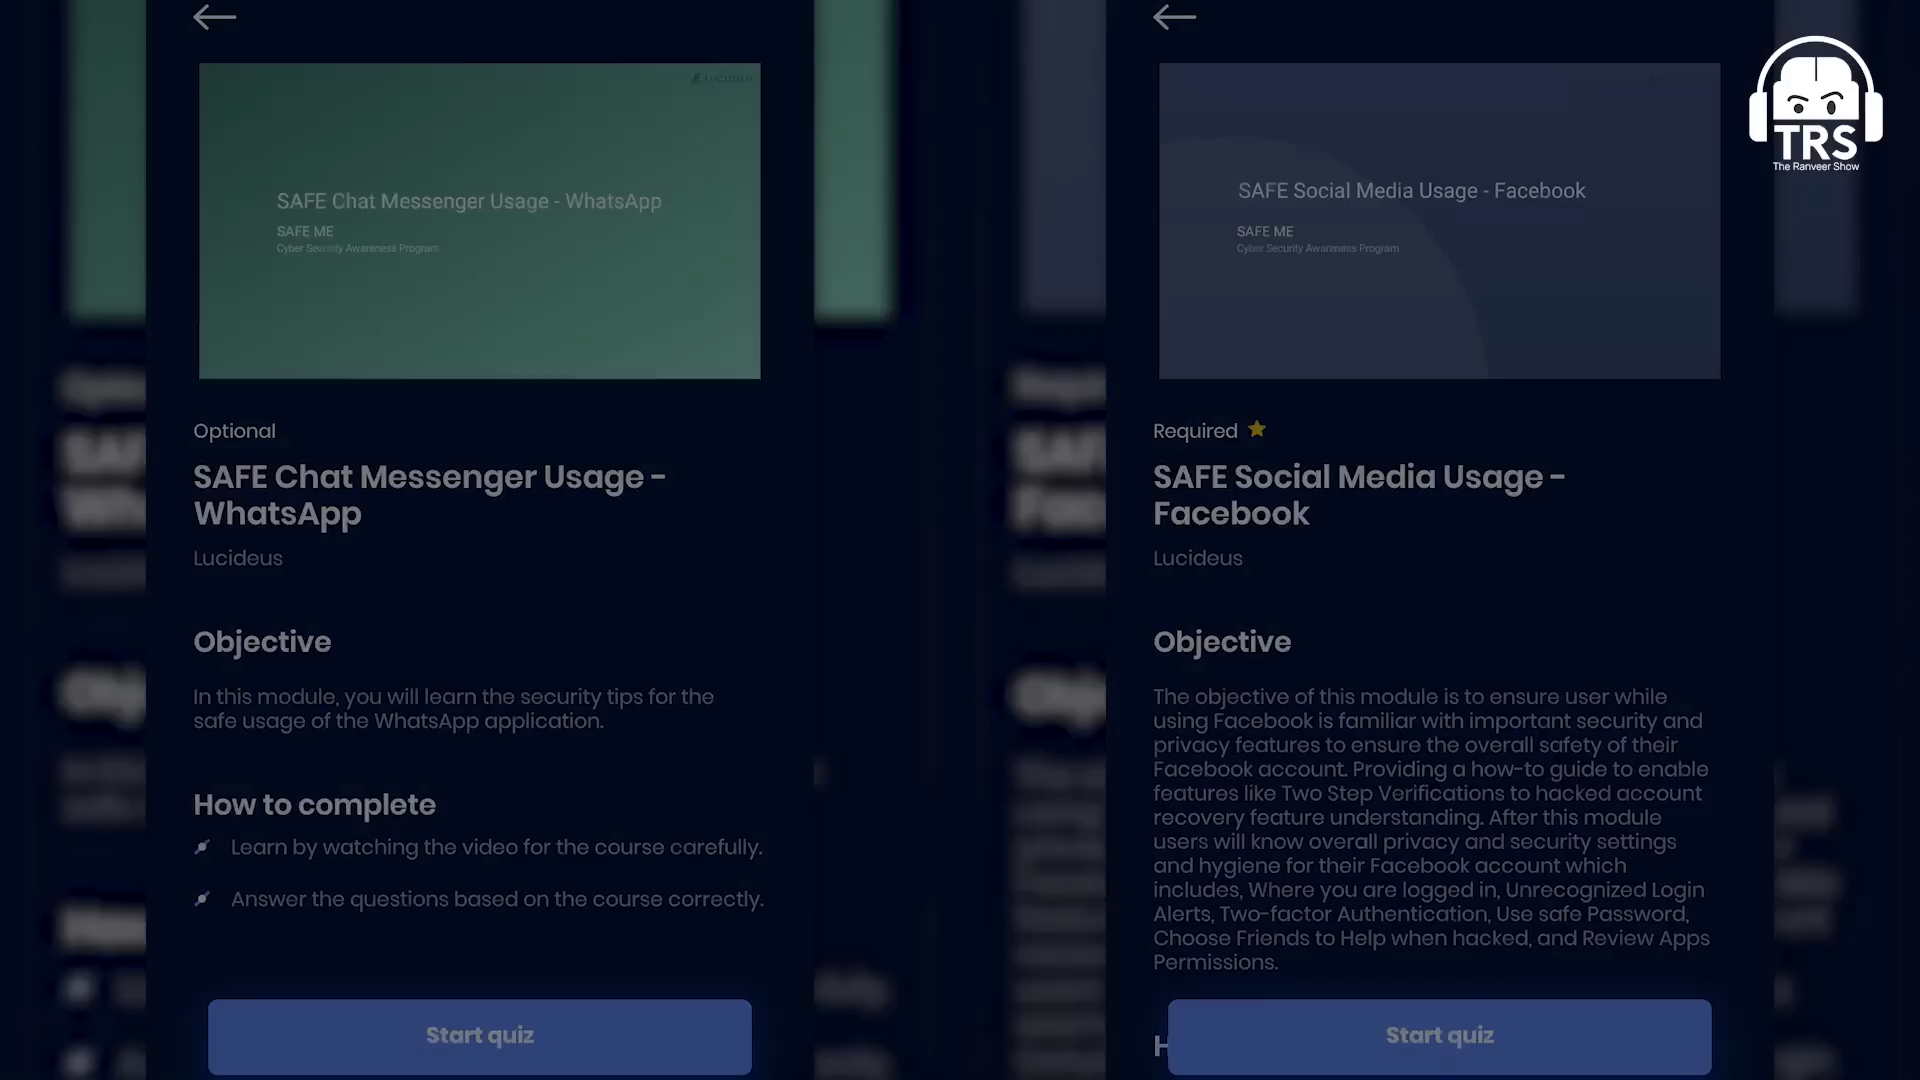 Lucideus
SAFE Chat Messenger Usage - WhatsApp
SAFE ME
Cyber Security Awareness Program
Optional
SAFE Chat Messenger Usage -
WhatsApp
Lucideus
Objective
In this module, you will learn the security tips for the
safe usage of the WhatsApp application.
How to complete
Learn by watching the video for the course carefully.
Answer the questions based on the course correctly.
Start quiz
SAFE Social Media Usage - Facebook
SAFE ME
Cyber Security Awareness Program
Required
SAFE Social Media Usage -
Facebook
Lucideus
Objective
The objective of this module is to ensure user while
using Facebook is familiar with important security and
privacy features to ensure the overall safety of their
Facebook account. Providing a how-to guide to enable
features like Two Step Verifications to hacked account
recovery feature understanding. After this module
users will know overall privacy and security settings
and hygiene for their Facebook account which
includes, Where you are logged in, Unrecognized Login
Alerts, Two-factor Authentication, Use safe Password,
Choose Friends to Help when hacked, and Review Apps
Permissions.
Start quiz
TRS
The Ranveer Show